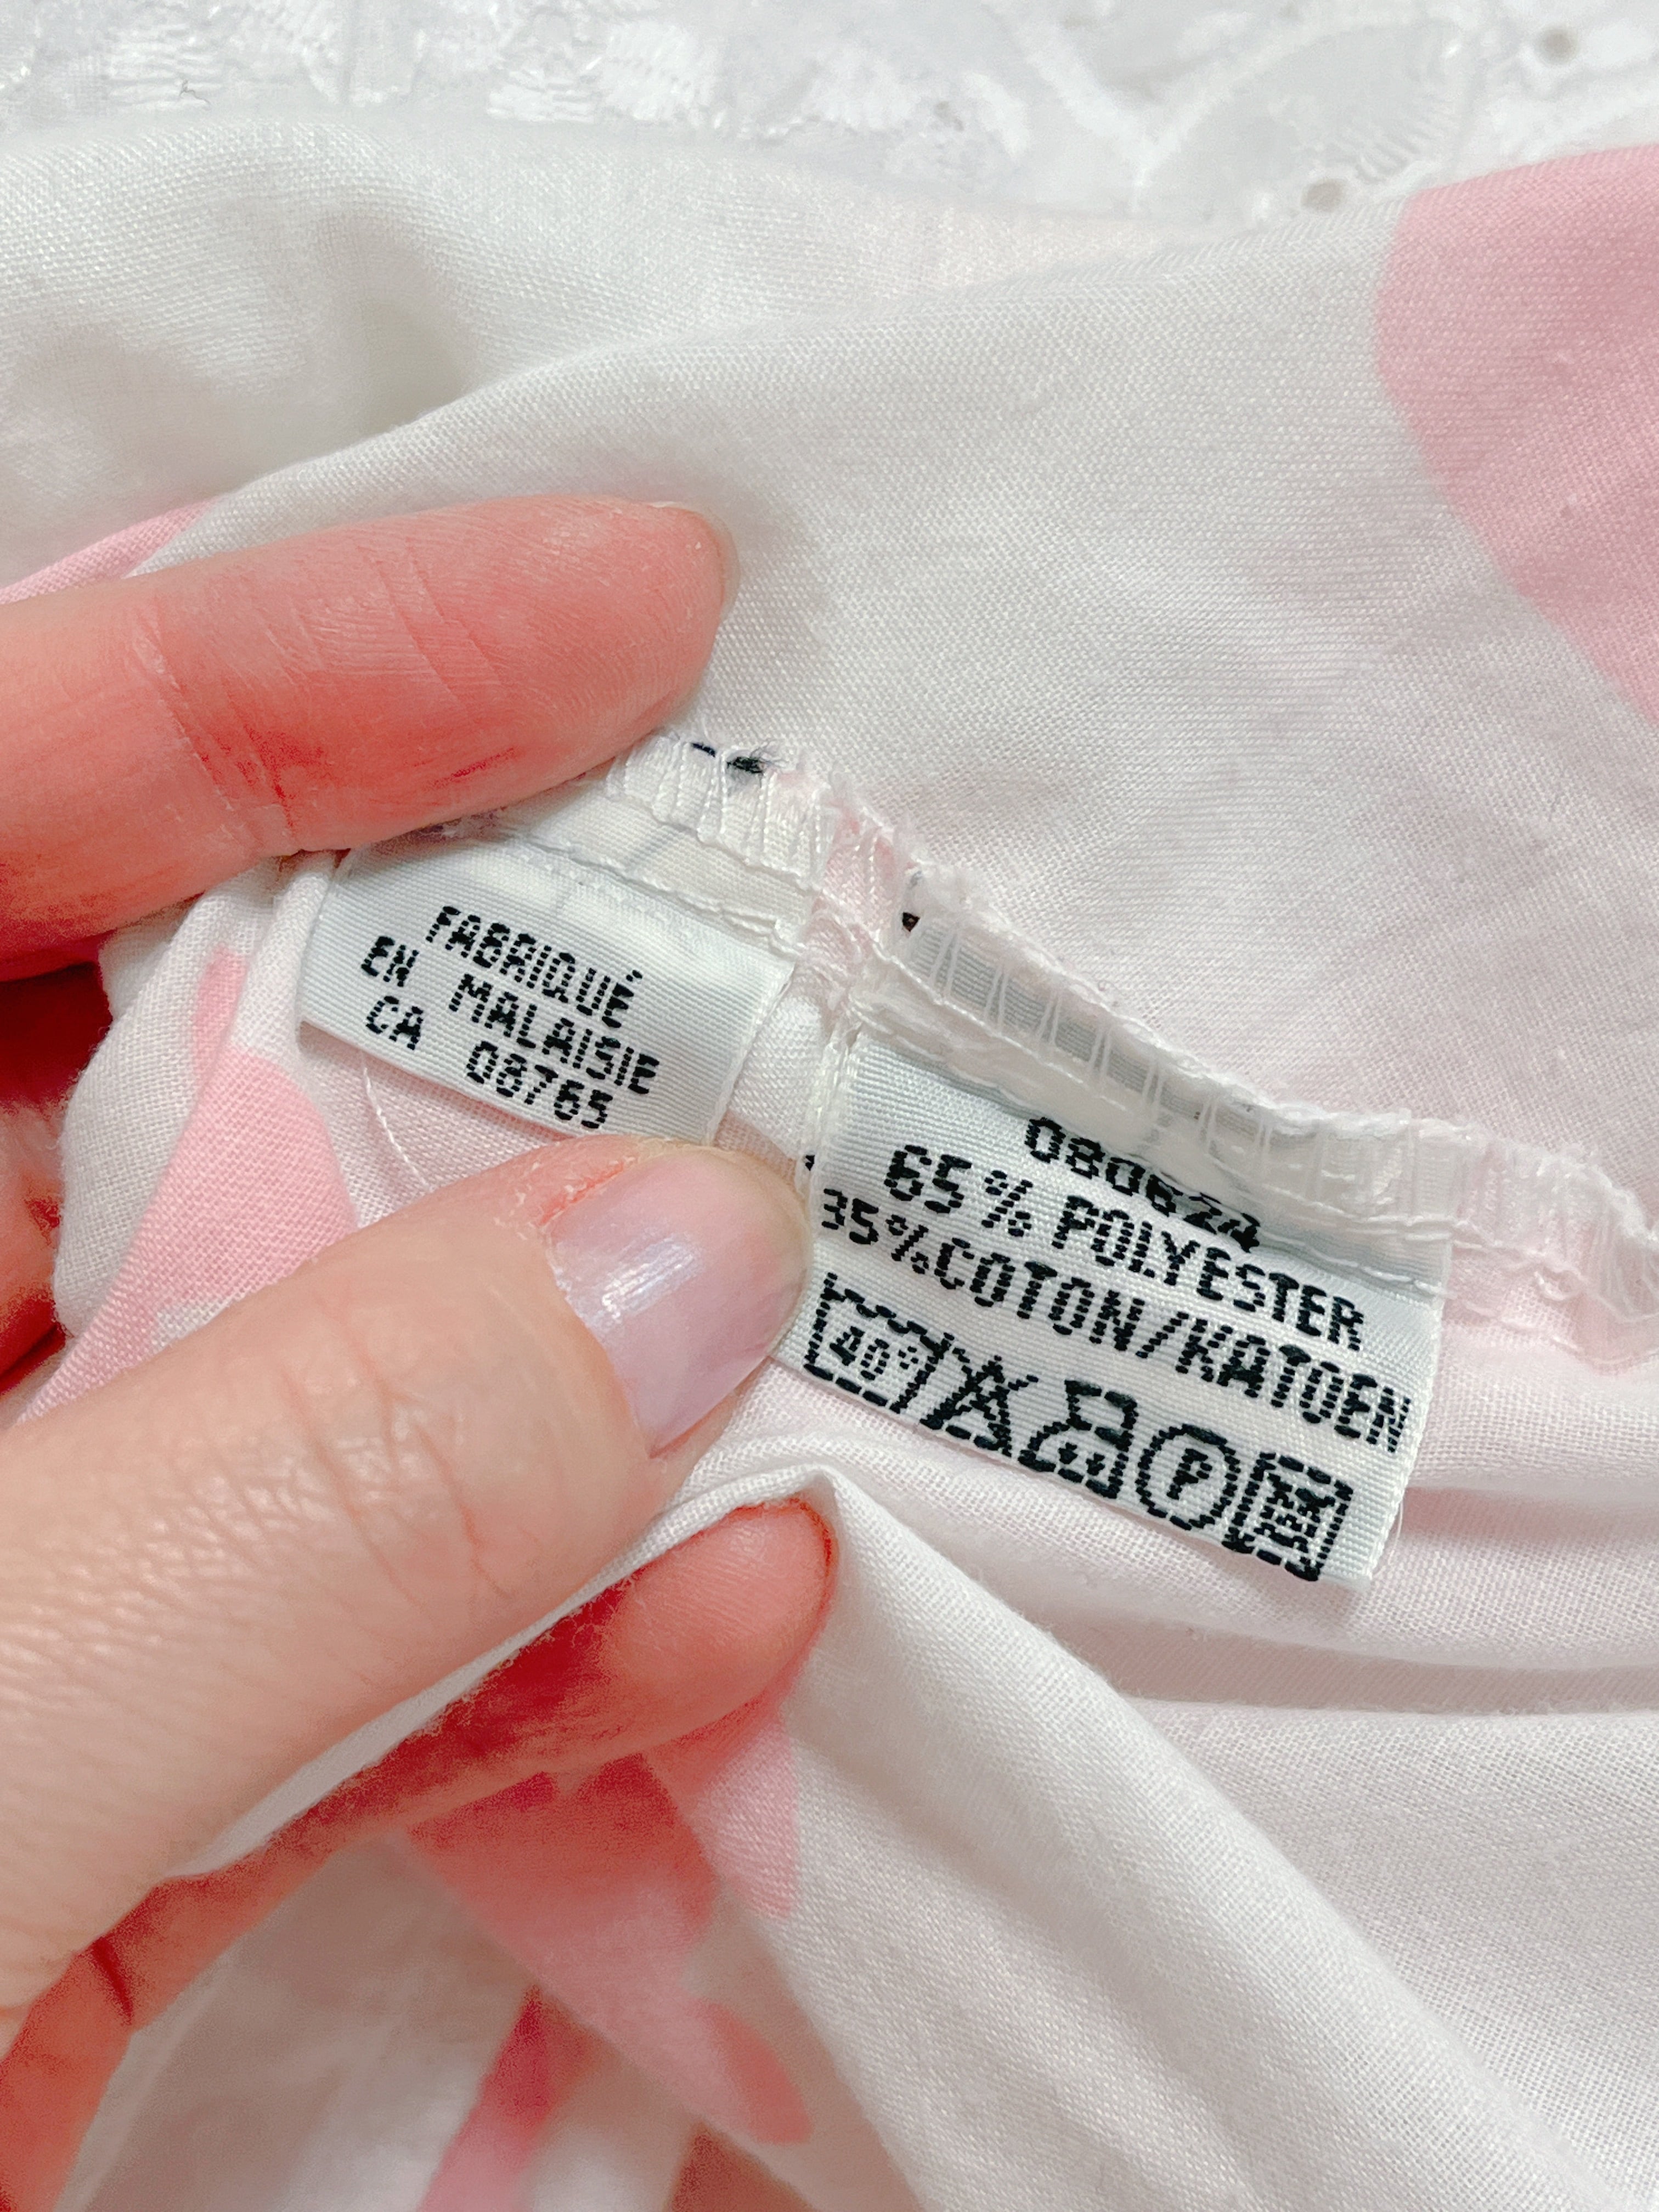 FABRIQUÉ
EN MALAISIE
CA 08765
080624
65% POLYESTER
35%COTON/KATOEN
40°
P